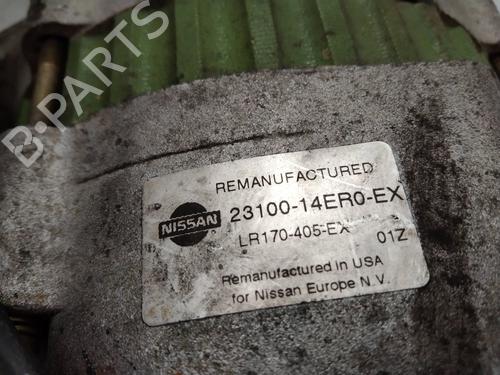 B-PARTS
REMANUFACTURED
NISSAN
23100-14ER0-EX
LR170-405-EX 01Z
Remanufactured in USA
for Nissan Europe N.V.